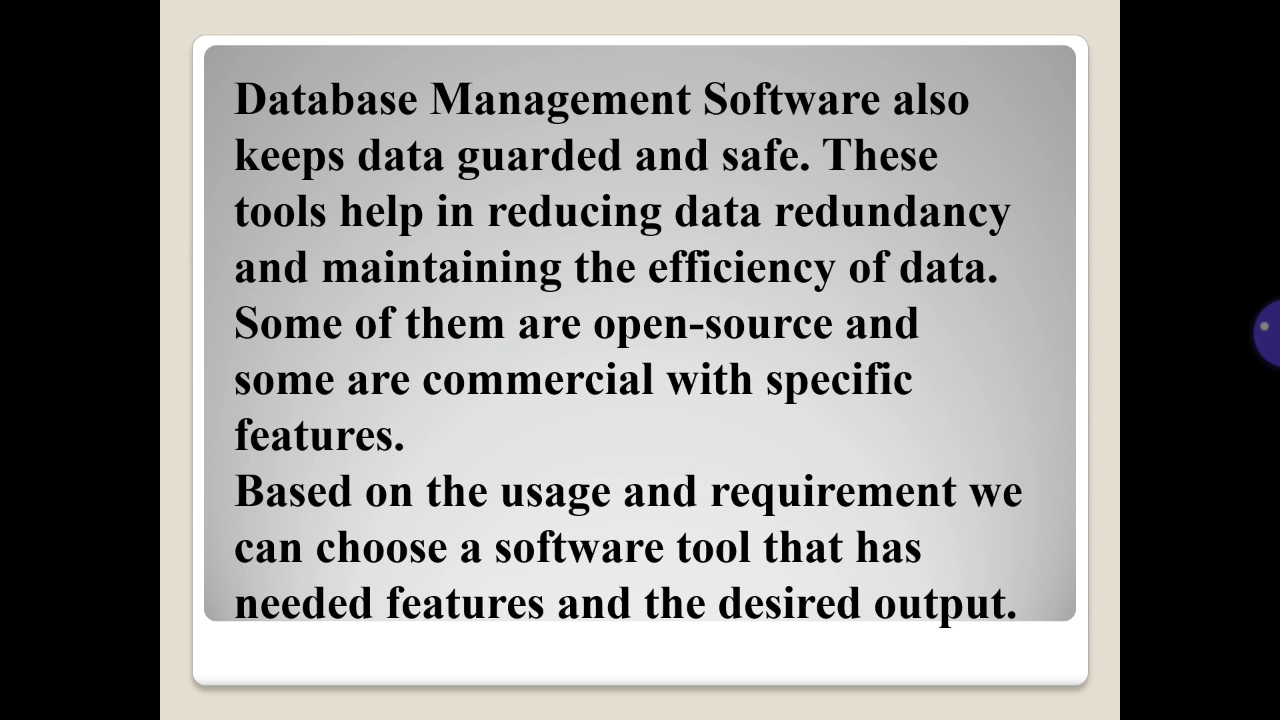 Database Management Software also
keeps data guarded and safe. These
tools help in reducing data redundancy
and maintaining the efficiency of data.
Some of them are open-source and
some are commercial with specific
features.
Based on the usage and requirement we
can choose a software tool that has
needed features and the desired output.